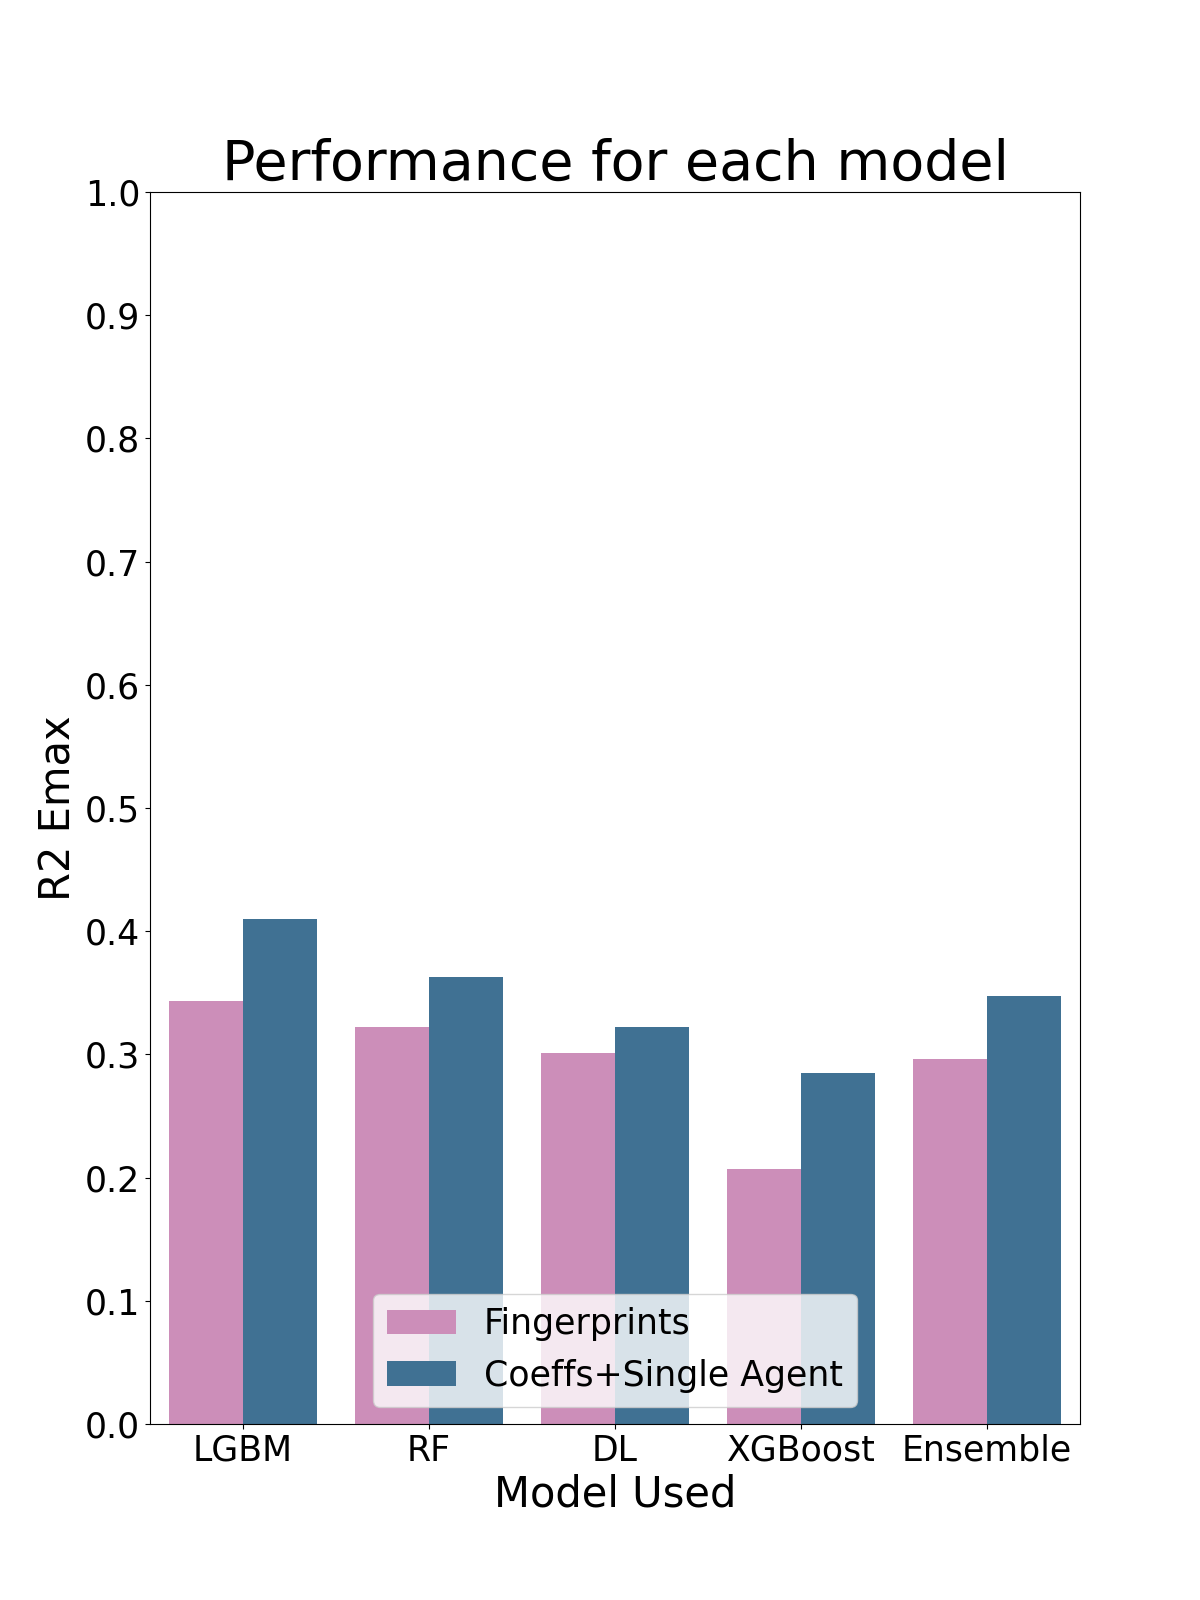 Performance for each model
1.0
0.9
0.8
0.7
0.6
0.5
0.4
0.3
0.2
0.1
0.0
R2 Emax
Fingerprints
Coeffs+Single Agent
LGBM RF DL XGBoost Ensemble
Model Used